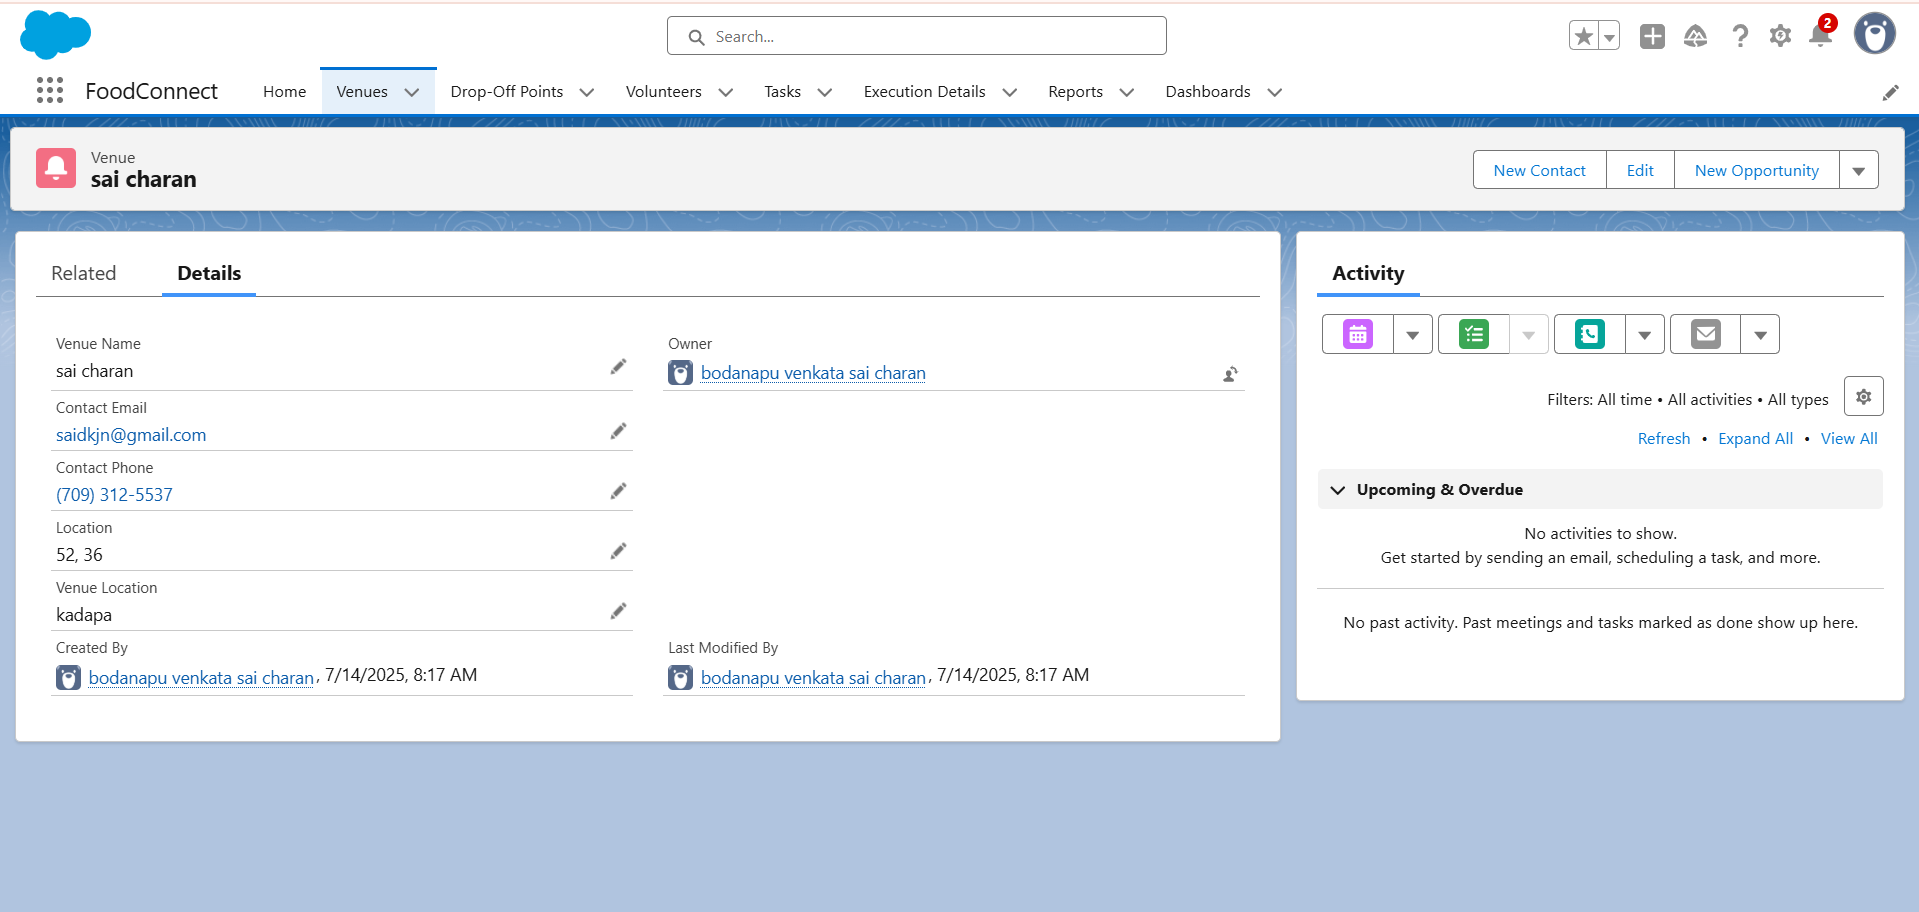 Search...
2
FoodConnect
Home
Venues
Drop-Off Points
Volunteers
Tasks
Execution Details
Reports
Dashboards
Venue
sai charan
New Contact
Edit
New Opportunity
Related
Details
Venue Name
sai charan
Owner
bodanapu venkata sai charan
Contact Email
saidkjn@gmail.com
Contact Phone
(709) 312-5537
Location
52, 36
Venue Location
kadapa
Created By
bodanapu venkata sai charan, 7/14/2025, 8:17 AM
Last Modified By
bodanapu venkata sai charan, 7/14/2025, 8:17 AM
Activity
Filters: All time • All activities • All types
Refresh • Expand All • View All
Upcoming & Overdue
No activities to show.
Get started by sending an email, scheduling a task, and more.
No past activity. Past meetings and tasks marked as done show up here.